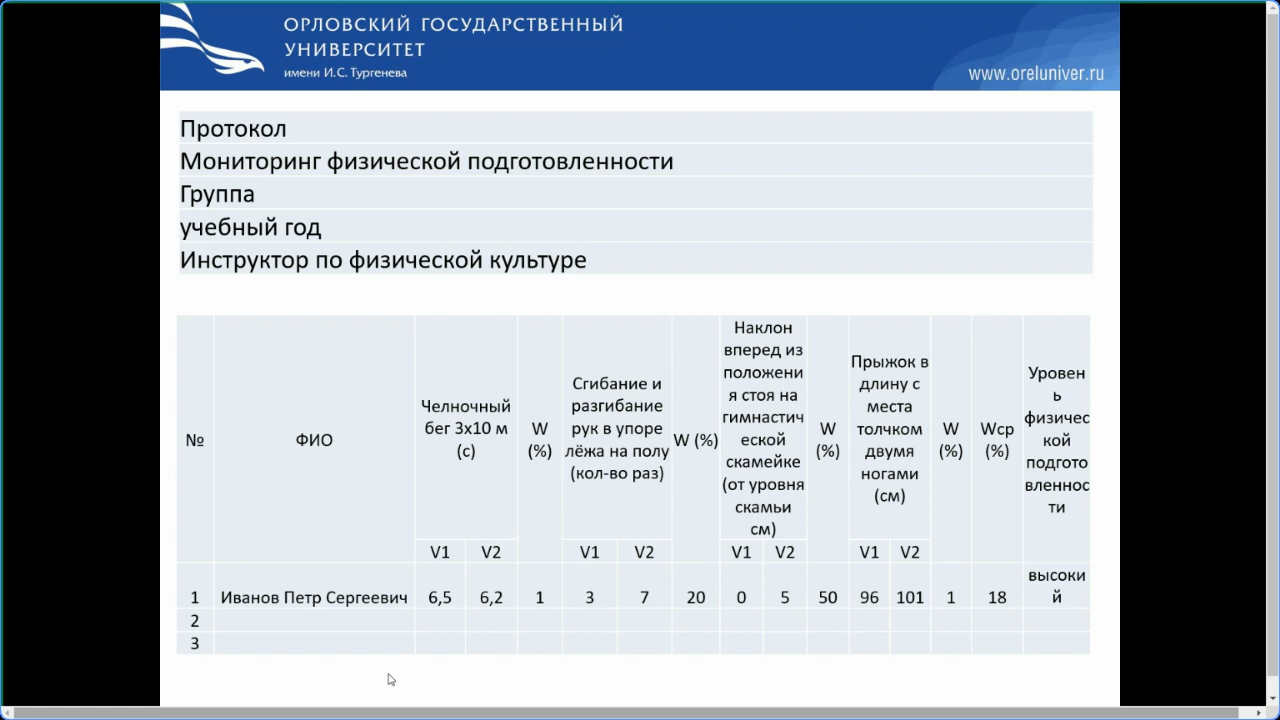 ОРЛОВСКИЙ ГОСУДАРСТВЕННЫЙ
УНИВЕРСИТЕТ
имени И.С. Тургенева
www.oreluniver.ru
Протокол
Мониторинг физической подготовленности
Группа
учебный год
Инструктор по физической культуре
№
ФИО
Челночный
бег 3х10 м
(с)
W
(%)
Сгибание и
разгибание
рук в упоре
лёжа на полу
(кол-во раз)
W (%)
Наклон
вперед из
положени
я стоя на
гимнастич
еской
скамейке
(от уровня
скамьи
см)
W
(%)
Прыжок в
длину с
места
толчком
двумя
ногами
(см)
W
(%)
Wср
(%)
Уровен
ь
физичес
кой
подгото
вленнос
ти
V1 V2 V1 V2 V1 V2 V1 V2
1 Иванов Петр Сергеевич 6,5 6,2 1 3 7 20 0 5 50 96 101 1 18 высоки
й
2
3